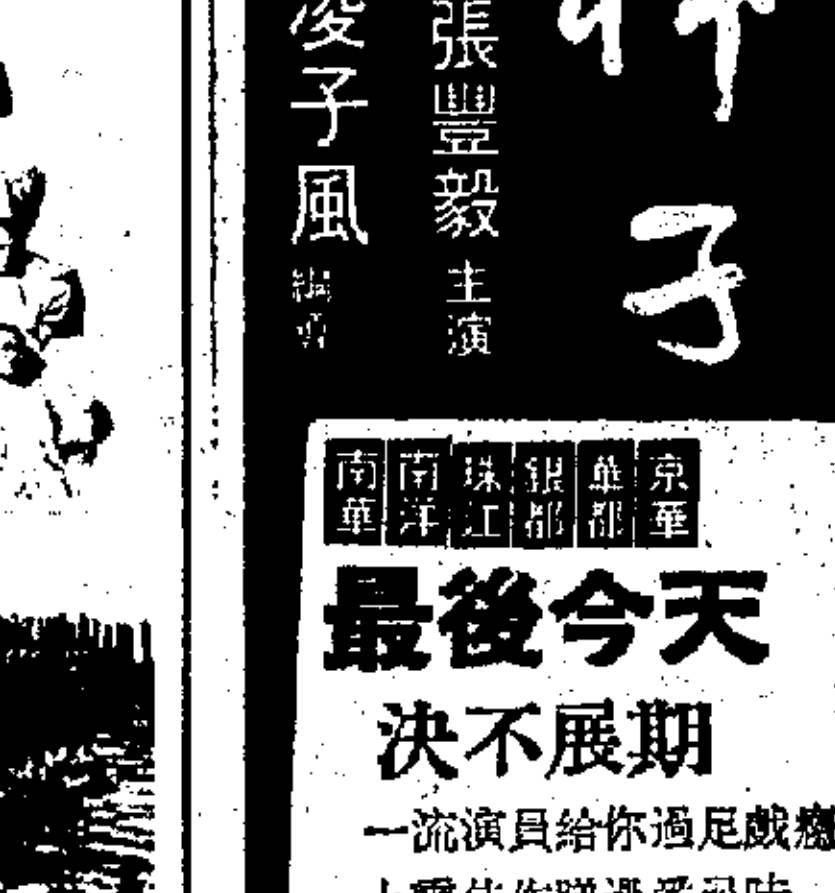 子
張豐毅 主演
凌子風 編導
京華
華都
銀都
珠江
南洋
南華
最後今天
決不展期
一流演員給你過足戲癮